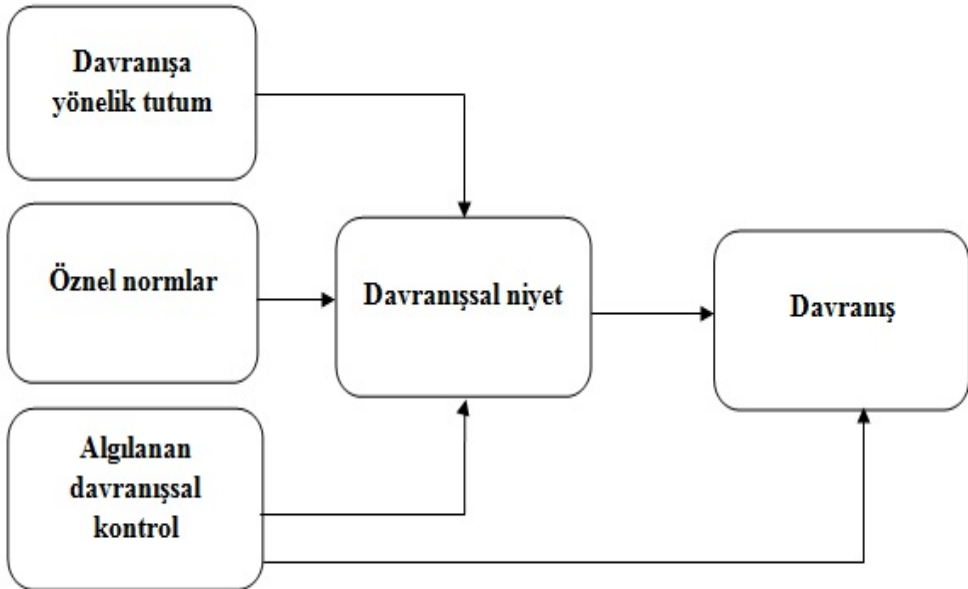 Davranışa
yönelik tutum
Öznel normlar
Davranışsal niyet
Davranış
Algılanan
davranışsal
kontrol